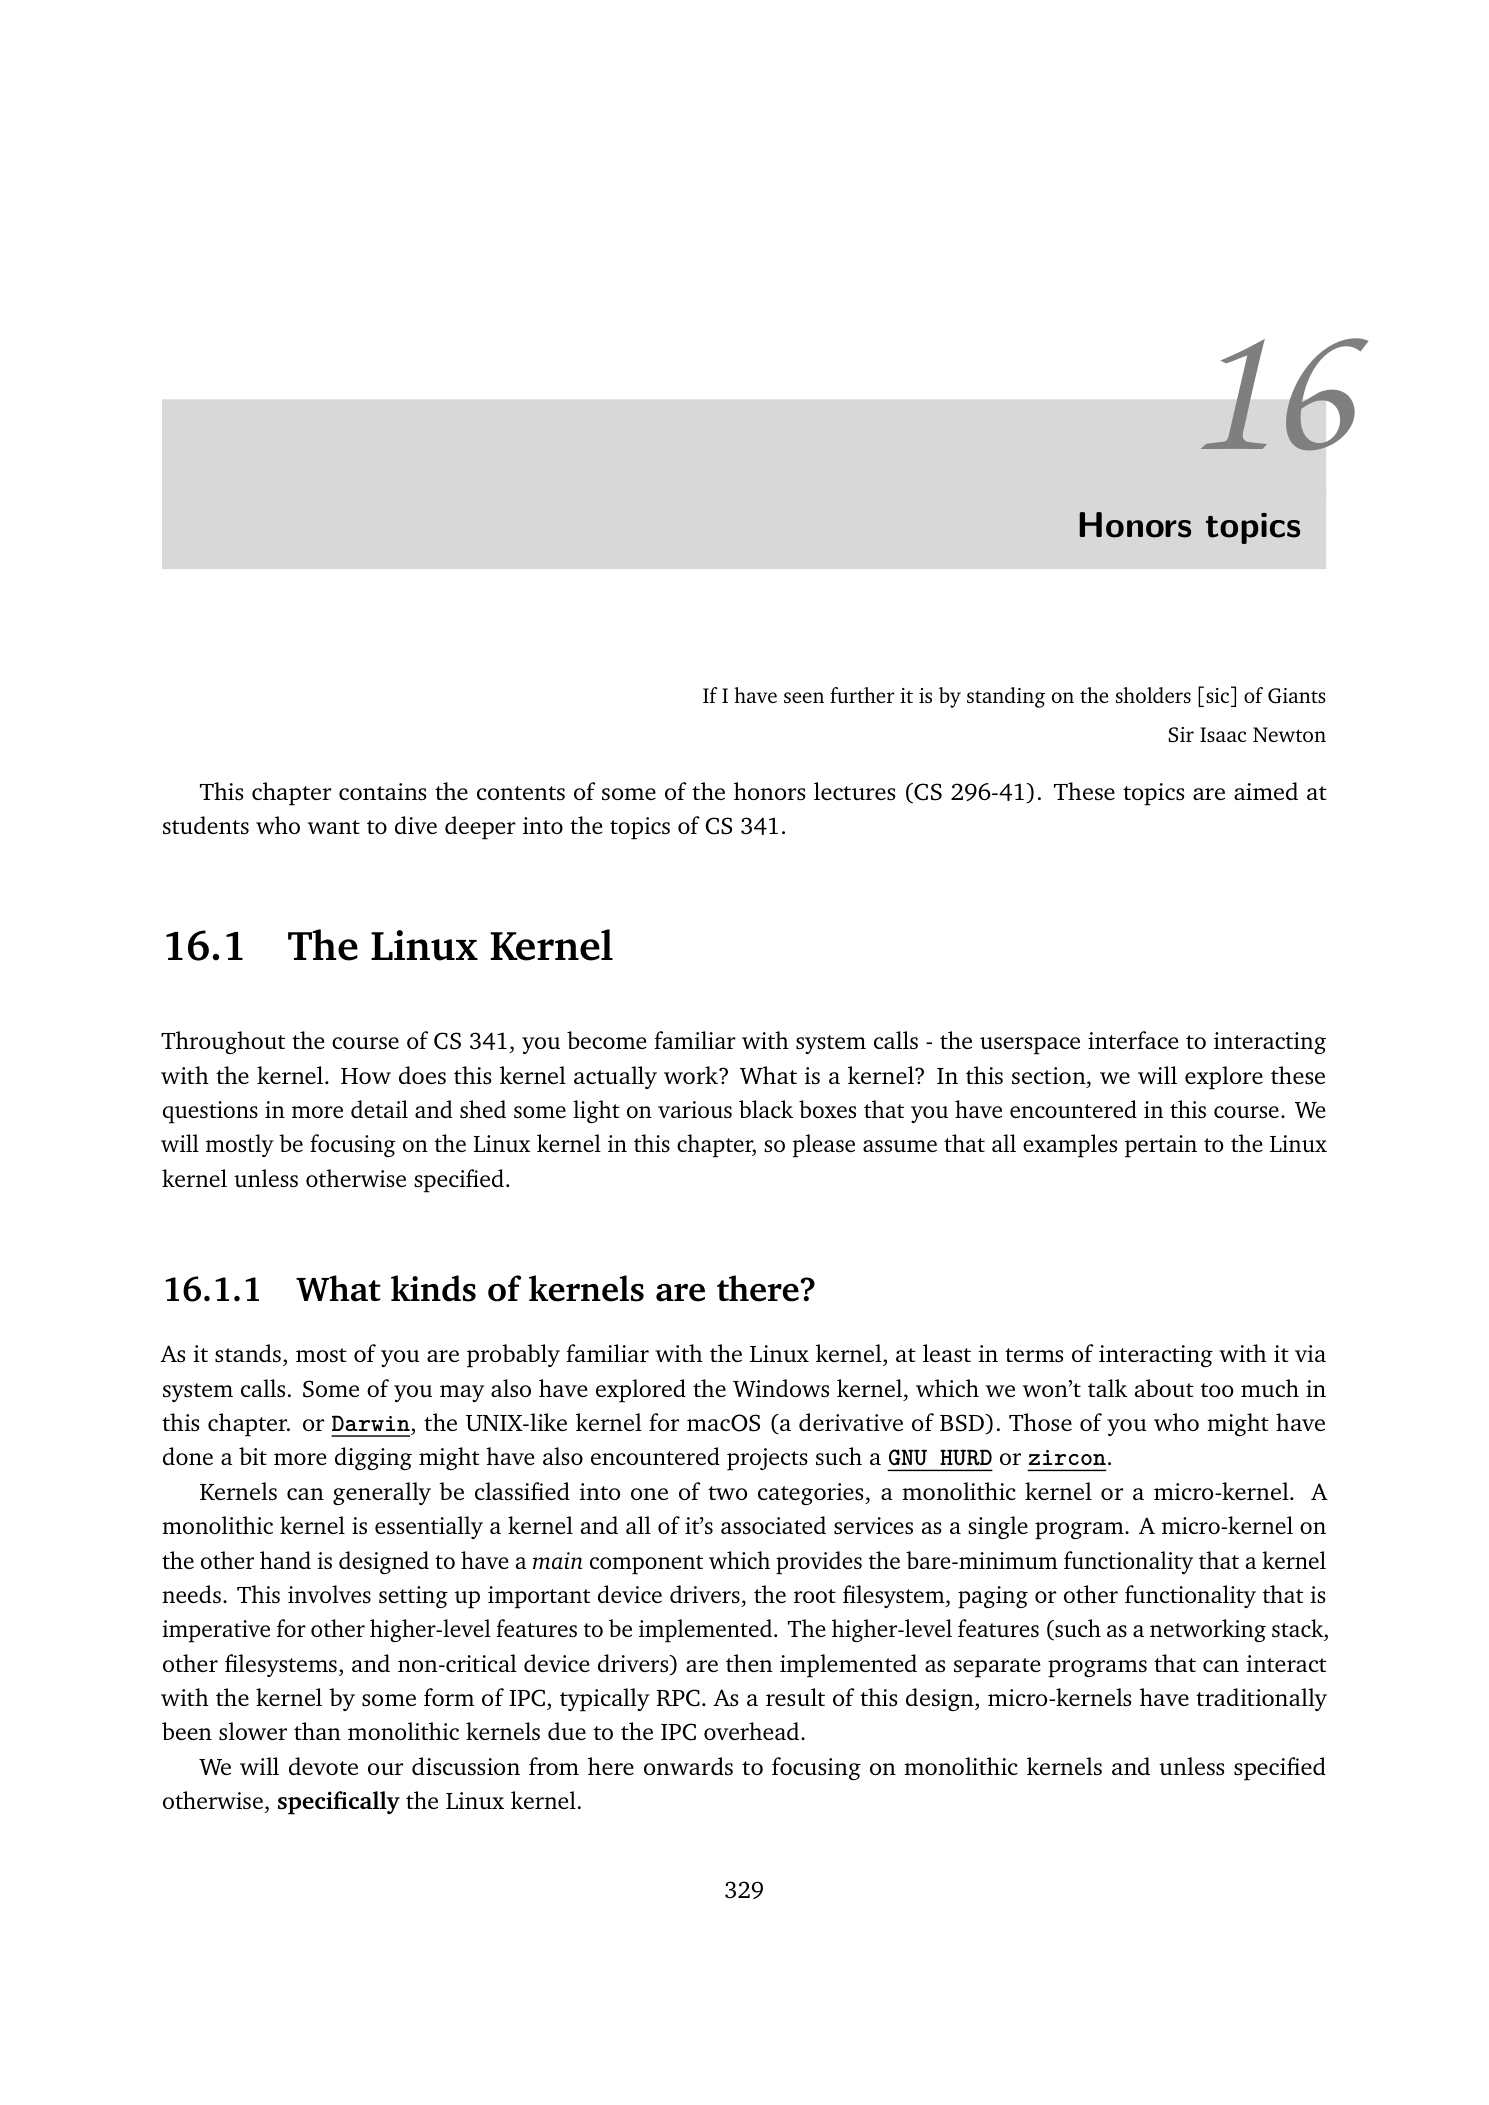 16
Honors topics
If I have seen further it is by standing on the sholders [sic] of Giants
Sir Isaac Newton
This chapter contains the contents of some of the honors lectures (CS 296-41). These topics are aimed at
students who want to dive deeper into the topics of CS 341.
16.1 The Linux Kernel
Throughout the course of CS 341, you become familiar with system calls - the userspace interface to interacting
with the kernel. How does this kernel actually work? What is a kernel? In this section, we will explore these
questions in more detail and shed some light on various black boxes that you have encountered in this course. We
will mostly be focusing on the Linux kernel in this chapter, so please assume that all examples pertain to the Linux
kernel unless otherwise specified.
16.1.1 What kinds of kernels are there?
As it stands, most of you are probably familiar with the Linux kernel, at least in terms of interacting with it via
system calls. Some of you may also have explored the Windows kernel, which we won't talk about too much in
this chapter. or Darwin, the UNIX-like kernel for macOS (a derivative of BSD). Those of you who might have
done a bit more digging might have also encountered projects such a GNU HURD or zircon.
Kernels can generally be classified into one of two categories, a monolithic kernel or a micro-kernel. A
monolithic kernel is essentially a kernel and all of it's associated services as a single program. A micro-kernel on
the other hand is designed to have a main component which provides the bare-minimum functionality that a kernel
needs. This involves setting up important device drivers, the root filesystem, paging or other functionality that is
imperative for other higher-level features to be implemented. The higher-level features (such as a networking stack,
other filesystems, and non-critical device drivers) are then implemented as separate programs that can interact
with the kernel by some form of IPC, typically RPC. As a result of this design, micro-kernels have traditionally
been slower than monolithic kernels due to the IPC overhead.
We will devote our discussion from here onwards to focusing on monolithic kernels and unless specified
otherwise, specifically the Linux kernel.
329